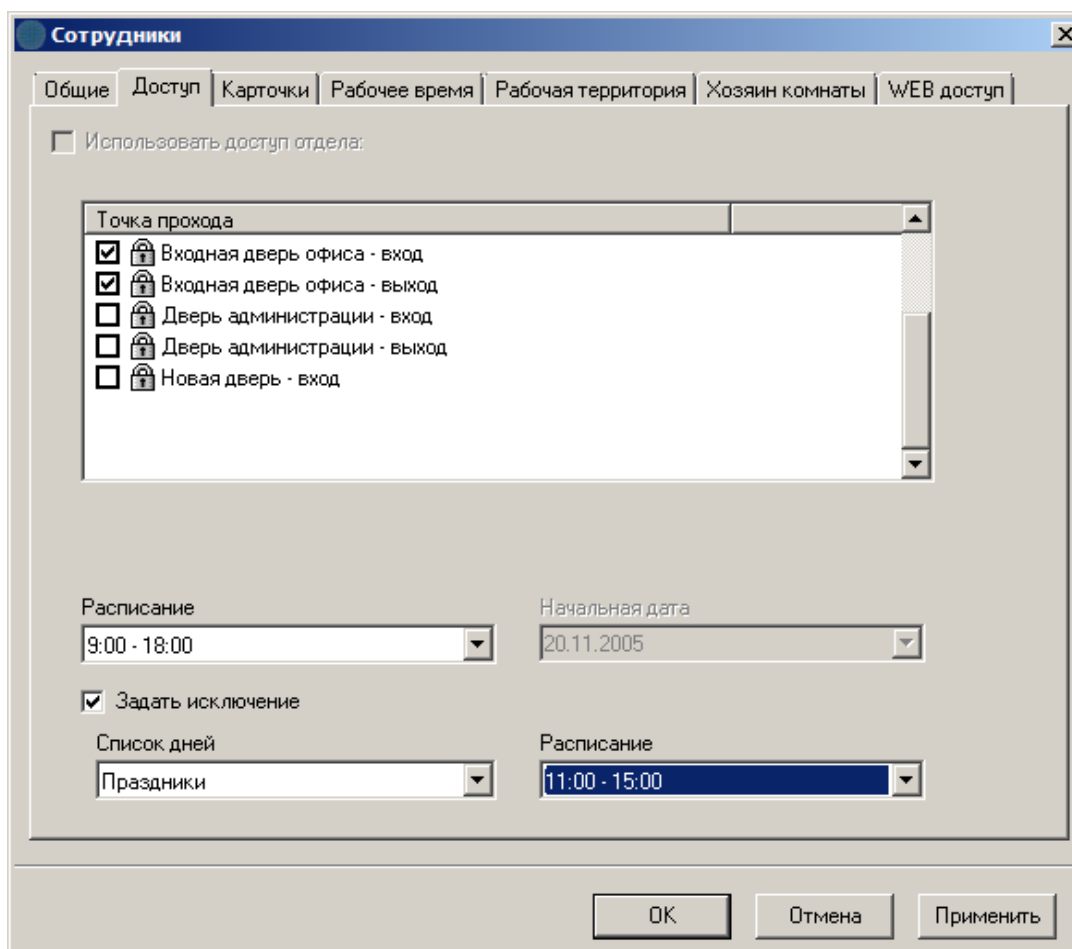 Сотрудники
Общие Доступ Карточки Рабочее время Рабочая территория Хозяин комнаты WEB доступ
Использовать доступ отдела:
Точка прохода
Входная дверь офиса - вход
Входная дверь офиса - выход
Дверь администрации - вход
Дверь администрации - выход
Новая дверь - вход
Расписание Начальная дата
9:00 - 18:00 20.11.2005
Задать исключение
Список дней Расписание
Праздники 11:00 - 15:00
OK Отмена Применить